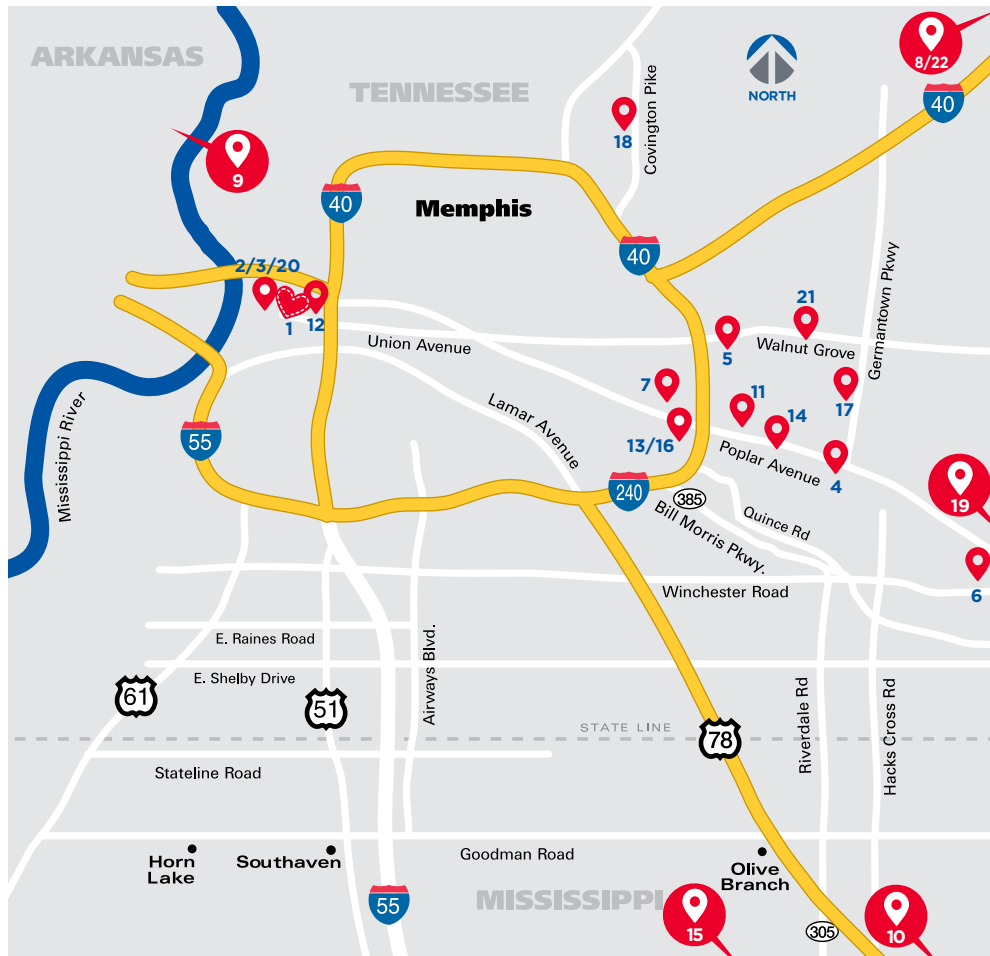 ARKANSAS
TENNESSEE
NORTH
8/22
40
18
Covington Pike
9
40
Memphis
40
2/3/20
1
12
Union Avenue
21
5
Walnut Grove
Germantown Pkwy
7
11
17
14
13/16
Lamar Avenue
Poplar Avenue
4
55
Mississippi River
240
385
19
Quince Rd
Bill Morris Pkwy.
6
Winchester Road
E. Raines Road
Airways Blvd.
E. Shelby Drive
61
51
Riverdale Rd
Hacks Cross Rd
STATE LINE
78
Stateline Road
Goodman Road
Horn
Lake
Southaven
Olive
Branch
55
MISSISSIPPI
15
305
10